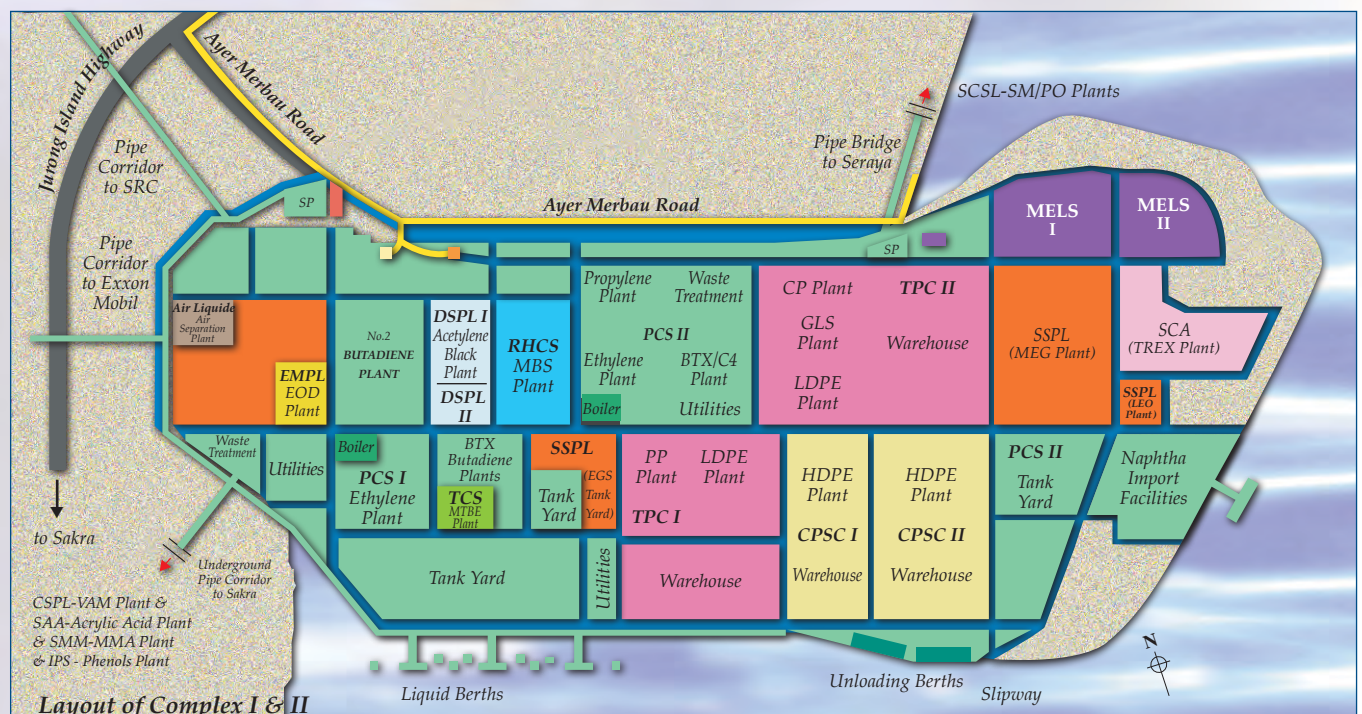 Jurong Island Highway
Ayer Merbau Road
Pipe
Corridor
to SRC
Pipe
Corridor
to Exxon
Mobil
SP
Ayer Merbau Road
Pipe Bridge
to Seraya
SCSL-SM/PO Plants
SP
MELS
I
MELS
II
Air Liquide
Air
Separation
Plant
EMPL
EOD
Plant
No.2
BUTADIENE
PLANT
DSPL I
Acetylene
Black
Plant
DSPL
II
RHCS
MBS
Plant
Propylene
Plant
Waste
Treatment
PCS II
Ethylene
Plant
BTX/C4
Plant
Boiler
Utilities
CP Plant
TPC II
GLS
Plant
Warehouse
LDPE
Plant
SSPL
(MEG Plant)
SCA
(TREX Plant)
SSPL
(LEO
Plant)
Waste
Treatment
Utilities
Boiler
PCS I
Ethylene
Plant
BTX
Butadiene
Plants
TCS
MTBE
Plant
SSPL
(EGS
Tank
Yard)
Tank
Yard
PP
Plant
LDPE
Plant
TPC I
HDPE
Plant
CPSC I
Warehouse
HDPE
Plant
CPSC II
Warehouse
PCS II
Tank
Yard
Naphtha
Import
Facilities
to Sakra
Underground
Pipe Corridor
to Sakra
Tank Yard
Utilities
Warehouse
CSPL-VAM Plant &
SAA-Acrylic Acid Plant
& SMM-MMA Plant
& IPS - Phenols Plant
Liquid Berths
Unloading Berths
Slipway
N
Layout of Complex I & II